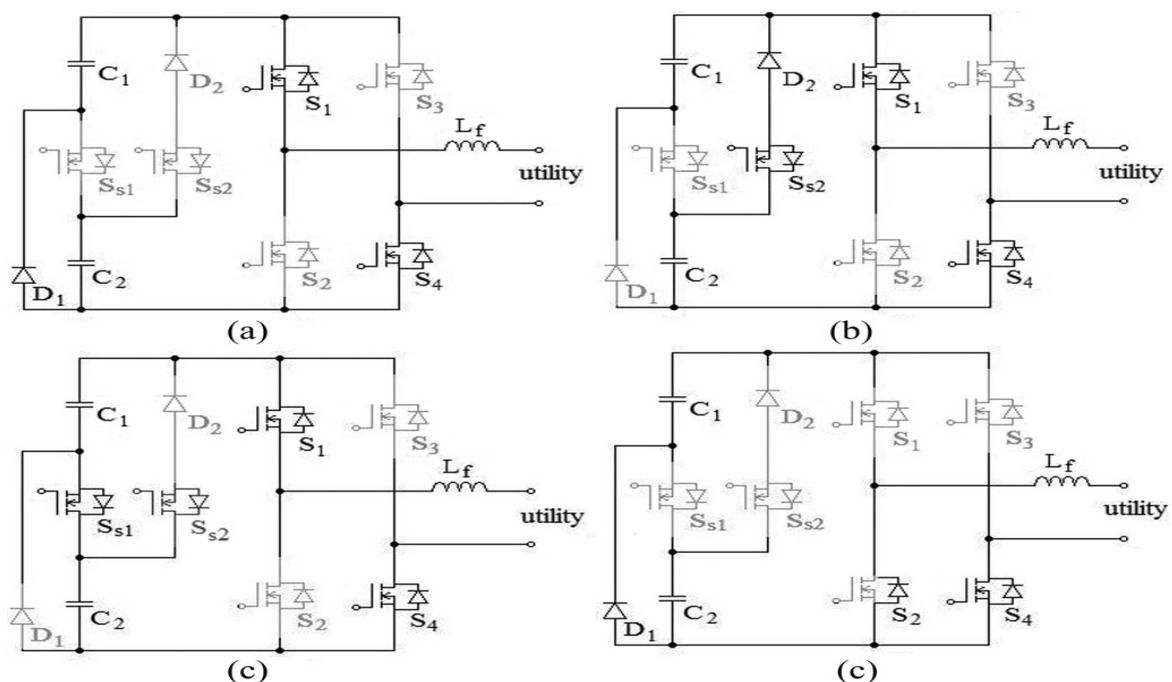 C1
D2
S1
S3
Lf
Ss1
Ss2
utility
C2
D1
S2
S4
(a)
C1
D2
S1
S3
Lf
Ss1
Ss2
utility
C2
D1
S2
S4
(b)
C1
D2
S1
S3
Lf
Ss1
Ss2
utility
C2
D1
S2
S4
(c)
C1
D2
S1
S3
Lf
Ss1
Ss2
utility
C2
D1
S2
S4
(c)